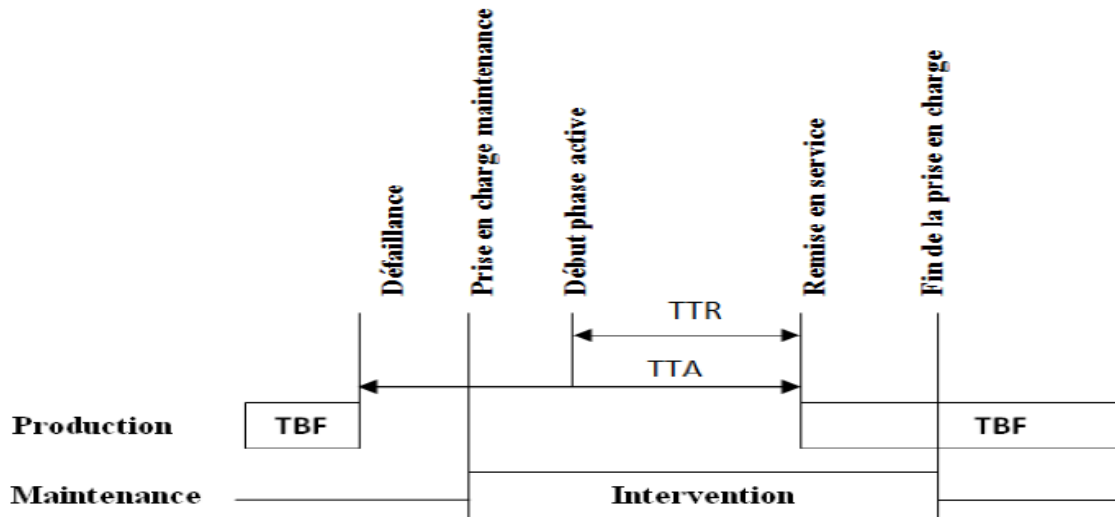 Défaillance
Prise en charge maintenance
Début phase active
Remise en service
Fin de la prise en charge
TTR
TTA
Production
TBF
TBF
Maintenance
Intervention